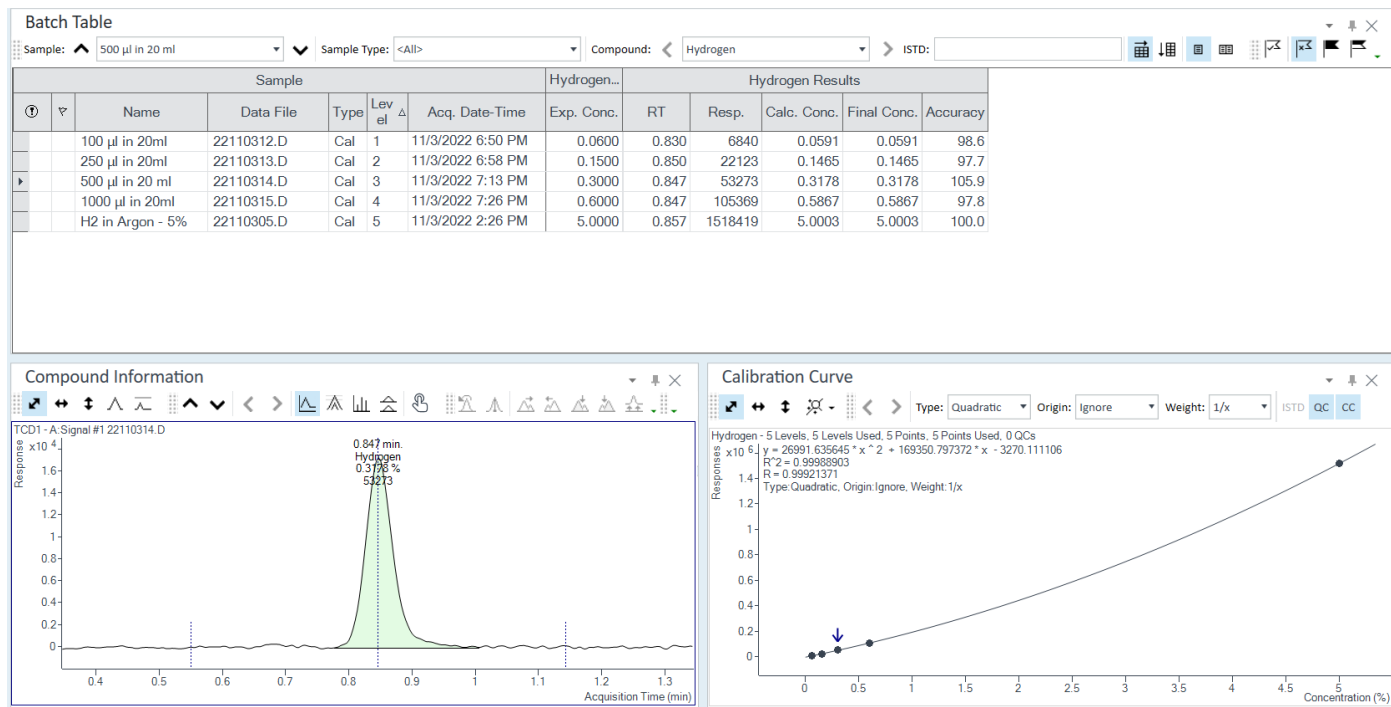 Batch Table
Sample: 500 µl in 20 ml Sample Type: <All> Compound: Hydrogen ISTD:
Sample Hydrogen... Hydrogen Results
Name Data File Type Lev el Acq. Date-Time Exp. Conc. RT Resp. Calc. Conc. Final Conc. Accuracy
100 µl in 20ml 22110312.D Cal 1 11/3/2022 6:50 PM 0.0600 0.830 6840 0.0591 0.0591 98.6
250 µl in 20ml 22110313.D Cal 2 11/3/2022 6:58 PM 0.1500 0.850 22123 0.1465 0.1465 97.7
500 µl in 20 ml 22110314.D Cal 3 11/3/2022 7:13 PM 0.3000 0.847 53273 0.3178 0.3178 105.9
1000 µl in 20ml 22110315.D Cal 4 11/3/2022 7:26 PM 0.6000 0.847 105369 0.5867 0.5867 97.8
H2 in Argon - 5% 22110305.D Cal 5 11/3/2022 2:26 PM 5.0000 0.857 1518419 5.0003 5.0003 100.0
Compound Information
TCD1 - A:Signal #1 22110314.D
Response
x10 4
1.6
1.4
1.2
1
0.8
0.6
0.4
0.2
0
0.847 min.
Hydrogen
0.3178 %
53273
0.4 0.5 0.6 0.7 0.8 0.9 1 1.1 1.2 1.3
Acquisition Time (min)
Calibration Curve
Type: Quadratic Origin: Ignore Weight: 1/x ISTD QC CC
Hydrogen - 5 Levels, 5 Levels Used, 5 Points, 5 Points Used, 0 QCs
Responses
x10 6
y = 26991.635645 * x ^ 2 + 169350.797372 * x - 3270.111106
R^2 = 0.99988903
R = 0.99921371
Type:Quadratic, Origin:Ignore, Weight:1/x
1.4
1.2
1
0.8
0.6
0.4
0.2
0
0 0.5 1 1.5 2 2.5 3 3.5 4 4.5 5
Concentration (%)